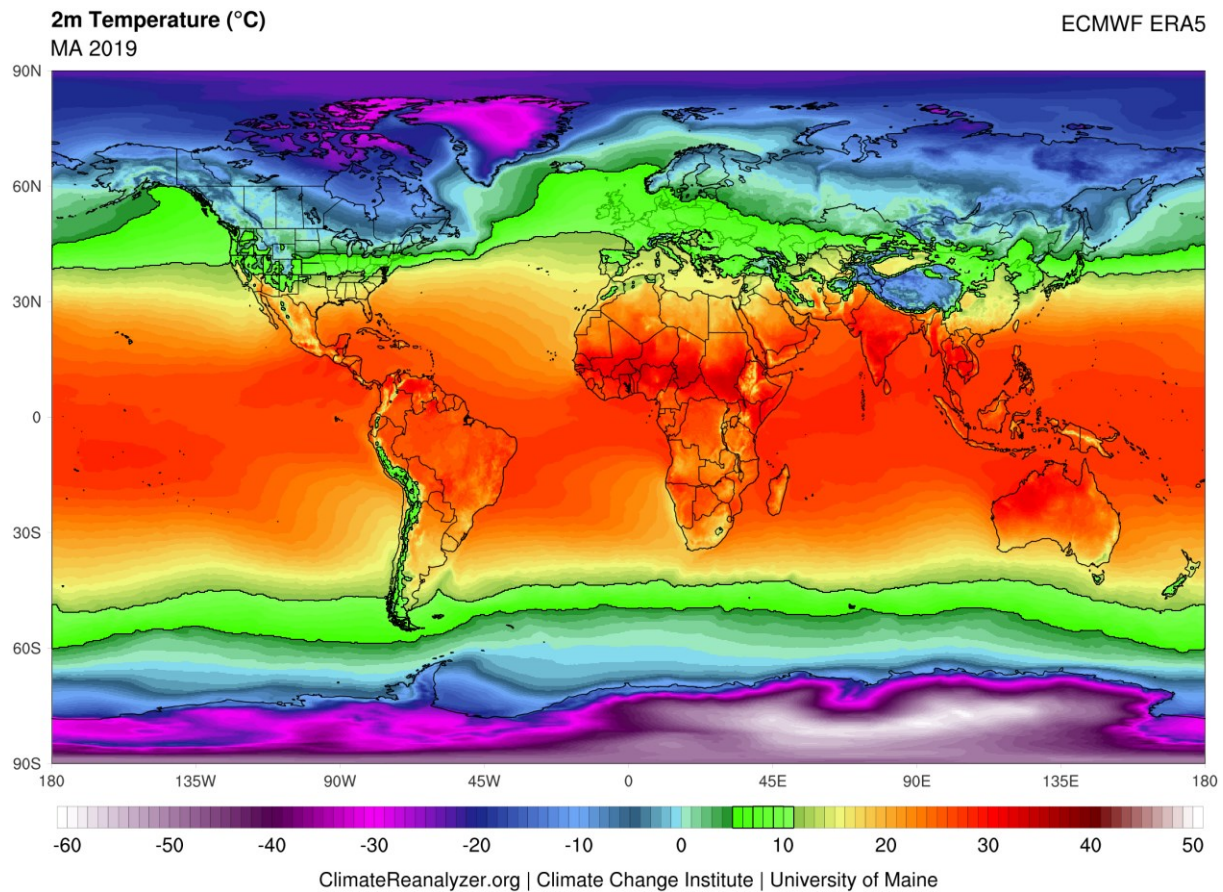 2m Temperature (°C)
MA 2019
ECMWF ERA5
90N
60N
30N
0
30S
60S
90S
180 135W 90W 45W 0 45E 90E 135E 180
-60 -50 -40 -30 -20 -10 0 10 20 30 40 50
ClimateReanalyzer.org | Climate Change Institute | University of Maine